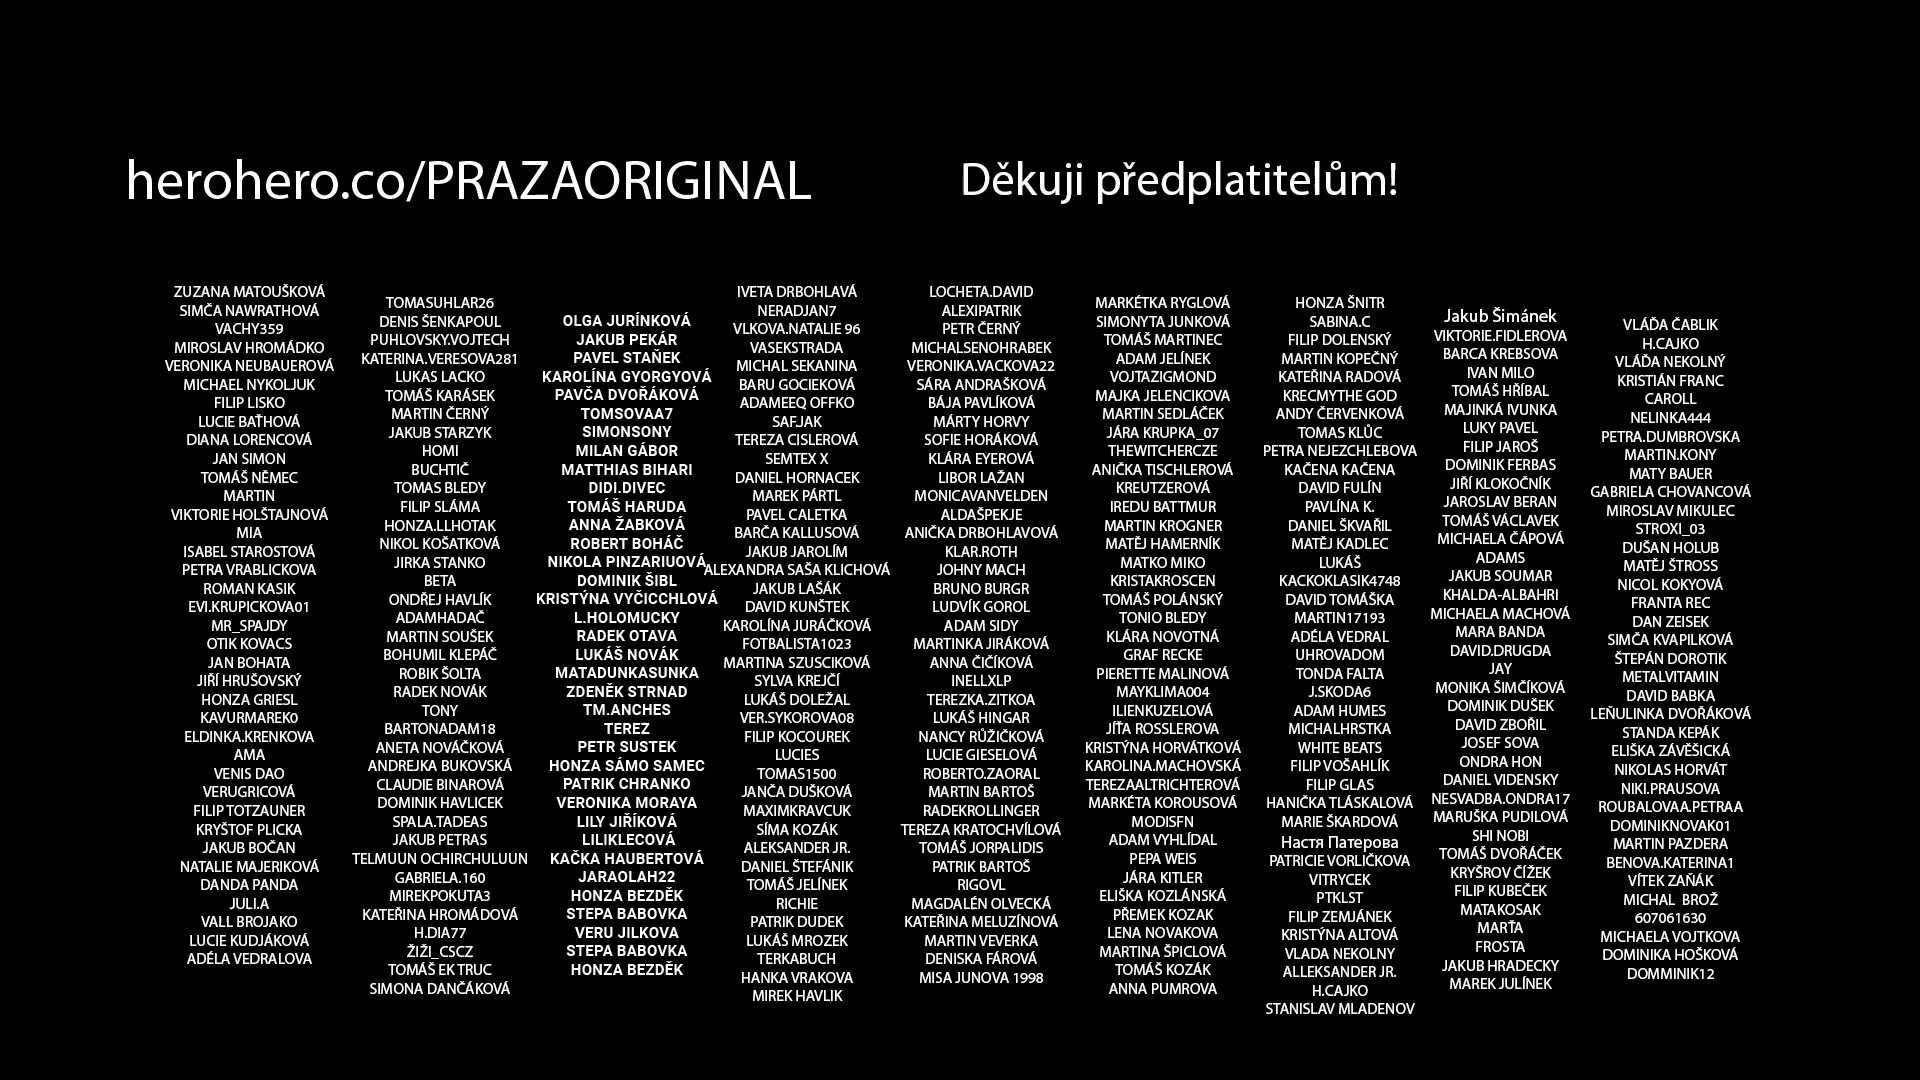 herohero.co/PRAZAORIGINAL
Děkuji předplatitelům!
ZUZANA MATOUŠKOVÁ
SIMČA NAWRATHOVÁ
VACHY359
MIROSLAV HROMÁDKO
VERONIKA NEUBAUEROVÁ
MICHAEL NYKOLJUK
FILIP LISKO
LUCIE BAŤHOVÁ
DIANA LORENCOVÁ
JAN SIMON
TOMÁŠ NĚMEC
MARTIN
VIKTORIE HOLŠTAJNOVÁ
MIA
ISABEL STAROSTOVÁ
PETRA VRABLICKOVA
ROMAN KASIK
EVI.KRUPICKOVA01
MR_SPAJDY
OTIK KOVACS
JAN BOHATA
JIŘÍ HRUŠOVSKÝ
HONZA GRIESL
KAVURMAREK0
ELDINKA.KRENKOVA
AMA
VENIS DAO
VERUGRICOVÁ
FILIP TOTZAUNER
KRYŠTOF PLICKA
JAKUB BOČAN
NATALIE MAJERIKOVÁ
DANDA PANDA
JULI.A
VALL BROJAKO
LUCIE KUDJÁKOVÁ
ADÉLA VEDRALOVA
TOMASUHLAR26
DENIS ŠENKAPOUL
PUHLOVSKY.VOJTECH
KATERINA.VERESOVA281
LUKAS LACKO
TOMÁŠ KARÁSEK
MARTIN ČERNÝ
JAKUB STARZYK
HOMI
BUCHTIČ
TOMAS BLEDY
FILIP SLÁMA
HONZA.LLHOTAK
NIKOL KOŠATKOVÁ
JIRKA STANKO
BETA
ONDŘEJ HAVLÍK
ADAMHADAČ
MARTIN SOUŠEK
BOHUMIL KLEPÁČ
ROBIK ŠOLTA
RADEK NOVÁK
TONY
BARTONADAM18
ANETA NOVÁČKOVÁ
ANDREJKA BUKOVSKÁ
CLAUDIE BINAROVÁ
DOMINIK HAVLICEK
SPALA.TADEAS
JAKUB PETRAS
TELMUUN OCHIRCHULUUN
GABRIELA.160
MIREKPOKUTA3
KATEŘINA HROMÁDOVÁ
H.DIA77
ŽIŽI_CSCZ
TOMÁŠ EK TRUC
SIMONA DANČÁKOVÁ
OLGA JURÍNKOVÁ
JAKUB PEKÁR
PAVEL STAŇEK
KAROLÍNA GYORGYOVÁ
PAVČA DVOŘÁKOVÁ
TOMSOVAA7
SIMONSONY
MILAN GÁBOR
MATTHIAS BIHARI
DIDI.DIVEC
TOMÁŠ HARUDA
ANNA ŽABKOVÁ
ROBERT BOHÁČ
NIKOLA PINZARIUOVÁ
DOMINIK ŠIBL
KRISTÝNA VYČICCHLOVÁ
L.HOLOMUCKY
RADEK OTAVA
LUKÁŠ NOVÁK
MATADUNKASUNKA
ZDENĚK STRNAD
TM.ANCHES
TEREZ
PETR SUSTEK
HONZA SÁMO SAMEC
PATRIK CHRANKO
VERONIKA MORAYA
LILY JIŘÍKOVÁ
LILIKLECOVÁ
KAČKA HAUBERTOVÁ
JARAOLAH22
HONZA BEZDĚK
STEPA BABOVKA
VERU JILKOVA
STEPA BABOVKA
HONZA BEZDĚK
IVETA DRBOHLAVÁ
NERADJAN7
VLKOVA.NATALIE 96
VASEKSTRADA
MICHAL SEKANINA
BARU GOCIEKOVÁ
ADAMEEQ OFFKO
SAF.JAK
TEREZA CISLEROVÁ
SEMTEX X
DANIEL HORNACEK
MAREK PÁRTL
PAVEL CALETKA
BARČA KALLUSOVÁ
JAKUB JAROLÍM
ALEXANDRA SAŠA KLICHOVÁ
JAKUB LAŠÁK
DAVID KUNŠTEK
KAROLÍNA JURÁČKOVÁ
FOTBALISTA1023
MARTINA SZUSCIKOVÁ
SYLVA KREJČÍ
LUKÁŠ DOLEŽAL
VER.SYKOROVA08
FILIP KOCOUREK
LUCIES
TOMAS1500
JANČA DUŠKOVÁ
MAXIMKRAVCUK
SÍMA KOZÁK
ALEKSANDER JR.
DANIEL ŠTEFÁNIK
TOMÁŠ JELÍNEK
RICHIE
PATRIK DUDEK
LUKÁŠ MROZEK
TERKABUCH
HANKA VRAKOVA
MIREK HAVLIK
LOCHETA.DAVID
ALEXIPATRIK
PETR ČERNÝ
MICHALSENOHRABEK
VERONIKA.VACKOVA22
SÁRA ANDRAŠKOVÁ
BÁJA PAVLÍKOVÁ
MÁRTY HORVY
SOFIE HORÁKOVÁ
KLÁRA EYEROVÁ
LIBOR LAŽAN
MONICAVANVELDEN
ALDAŠPEKJE
ANIČKA DRBOHLAVOVÁ
KLAR.ROTH
JOHNY MACH
BRUNO BURGR
LUDVÍK GOROL
ADAM SIDY
MARTINKA JIRÁKOVÁ
ANNA ČIČÍKOVÁ
INELLXLP
TEREZKA.ZITKOA
LUKÁŠ HINGAR
NANCY RŮŽIČKOVÁ
LUCIE GIESELOVÁ
ROBERTO.ZAORAL
MARTIN BARTOŠ
RADEKROLLINGER
TEREZA KRATOCHVÍLOVÁ
TOMÁŠ JORPALIDIS
PATRIK BARTOŠ
RIGOVL
MAGDALÉN OLVECKÁ
KATEŘINA MELUZÍNOVÁ
MARTIN VEVERKA
DENISKA FÁROVÁ
MISA JUNOVA 1998
MARKÉTKA RYGLOVÁ
SIMONYTA JUNKOVÁ
TOMÁŠ MARTINEC
ADAM JELÍNEK
VOJTAZIGMOND
MAJKA JELENCIKOVA
MARTIN SEDLÁČEK
JÁRA KRUPKA_07
THEWITCHERCZE
ANIČKA TISCHLEROVÁ
KREUTZEROVÁ
IREDU BATTMUR
MARTIN KROGNER
MATĚJ HAMERNÍK
MATKO MIKO
KRISTAKROSCEN
TOMÁŠ POLÁNSKÝ
TONIO BLEDY
KLÁRA NOVOTNÁ
GRAF RECKE
PIERETTE MALINOVÁ
MAYKLIMA004
ILIENKUZELOVÁ
JÍŤA ROSSLEROVA
KRISTÝNA HORVÁTKOVÁ
KAROLINA.MACHOVSKÁ
TEREZAALTRICHTEROVÁ
MARKÉTA KOROUSOVÁ
MODISFN
ADAM VYHLÍDAL
PEPA WEIS
JÁRA KITLER
ELIŠKA KOZLÁNSKÁ
PŘEMEK KOZAK
LENA NOVAKOVA
MARTINA ŠPICLOVÁ
TOMÁŠ KOZÁK
ANNA PUMROVA
HONZA ŠNITR
SABINA.C
FILIP DOLENSKÝ
MARTIN KOPEČNÝ
KATEŘINA RADOVÁ
KRECMYTHE GOD
ANDY ČERVENKOVÁ
TOMAS KLŮC
PETRA NEJEZCHLEBOVA
KAČENA KAČENA
DAVID FULÍN
PAVLÍNA K.
DANIEL ŠKVAŘIL
MATĚJ KADLEC
LUKÁŠ
KACKOKLASIK4748
DAVID TOMÁŠKA
MARTIN17193
ADÉLA VEDRAL
UHROVADOM
TONDA FALTA
J.SKODA6
ADAM HUMES
MICHALHRSTKA
WHITE BEATS
FILIP VOŠAHLÍK
FILIP GLAS
HANIČKA TLÁSKALOVÁ
MARIE ŠKARDOVÁ
Настя Патерова
PATRICIE VORLIČKOVA
VITRYCEK
PTKLST
FILIP ZEMJÁNEK
KRISTÝNA ALTOVÁ
VLADA NEKOLNY
ALLEKSANDER JR.
H.CAJKO
STANISLAV MLADENOV
Jakub Šimánek
VIKTORIE.FIDLEROVA
BARCA KREBSOVA
IVAN MILO
TOMÁŠ HŘÍBAL
MAJINKÁ IVUNKA
LUKY PAVEL
FILIP JAROŠ
DOMINIK FERBAS
JIŘÍ KLOKOČNÍK
JAROSLAV BERAN
TOMÁŠ VÁCLAVEK
MICHAELA ČÁPOVÁ
ADAMS
JAKUB SOUMAR
KHALDA-ALBAHRI
MICHAELA MACHOVÁ
MARA BANDA
DAVID.DRUGDA
JAY
MONIKA ŠIMČÍKOVÁ
DOMINIK DUŠEK
DAVID ZBOŘIL
JOSEF SOVA
ONDRA HON
DANIEL VIDENSKY
NESVADBA.ONDRA17
MARUŠKA PUDILOVÁ
SHI NOBI
TOMÁŠ DVOŘÁČEK
KRYŠROV ČÍŽEK
FILIP KUBEČEK
MATAKOSAK
MARŤA
FROSTA
JAKUB HRADECKY
MAREK JULÍNEK
VLÁĎA ČABLIK
H.CAJKO
VLÁĎA NEKOLNÝ
KRISTIÁN FRANC
CAROLL
NELINKA444
PETRA.DUMBROVSKA
MARTIN.KONY
MATY BAUER
GABRIELA CHOVANCOVÁ
MIROSLAV MIKULEC
STROXI_03
DUŠAN HOLUB
MATĚJ ŠTROSS
NICOL KOKYOVÁ
FRANTA REC
DAN ZEISEK
SIMČA KVAPILKOVÁ
ŠTEPÁN DOROTIK
METALVITAMIN
DAVID BABKA
LEŇULINKA DVOŘÁKOVÁ
STANDA KEPÁK
ELIŠKA ZÁVĚŠICKÁ
NIKOLAS HORVÁT
NIKI.PRAUSOVA
ROUBALOVAA.PETRAA
DOMINIKNOVAK01
MARTIN PAZDERA
BENOVA.KATERINA1
VÍTEK ZAŇÁK
MICHAL  BROŽ
607061630
MICHAELA VOJTKOVA
DOMINIKA HOŠKOVÁ
DOMMINIK12